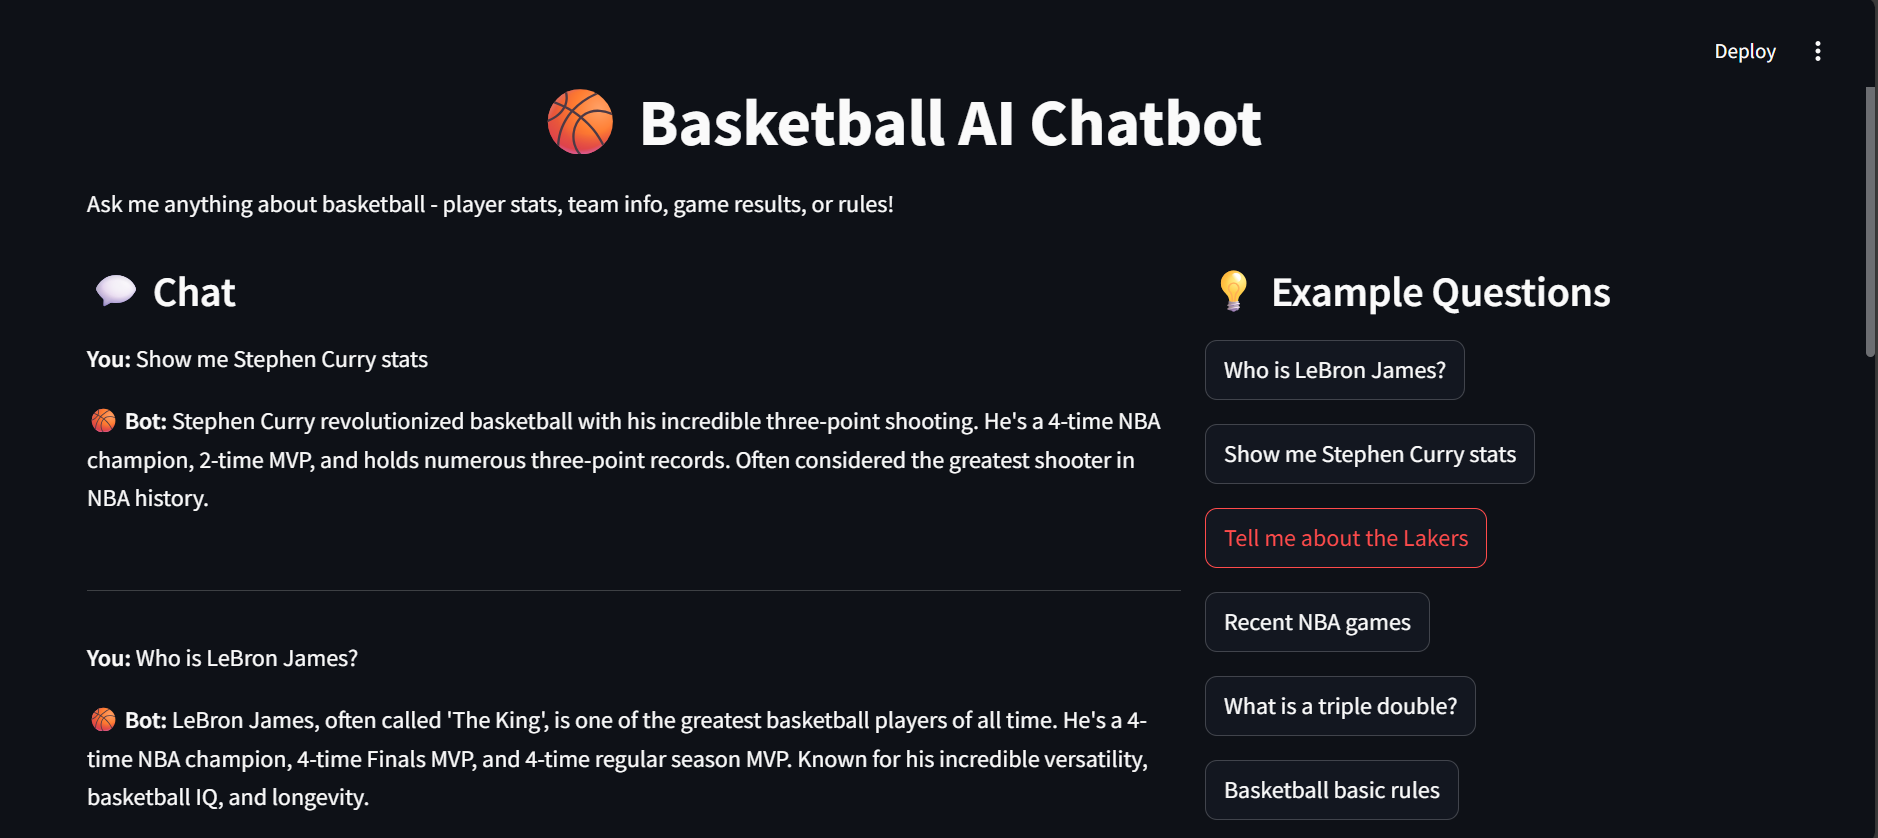 Deploy
Basketball AI Chatbot
Ask me anything about basketball - player stats, team info, game results, or rules!
Chat
You: Show me Stephen Curry stats
Bot: Stephen Curry revolutionized basketball with his incredible three-point shooting. He's a 4-time NBA
champion, 2-time MVP, and holds numerous three-point records. Often considered the greatest shooter in
NBA history.
You: Who is LeBron James?
Bot: LeBron James, often called 'The King', is one of the greatest basketball players of all time. He's a 4-
time NBA champion, 4-time Finals MVP, and 4-time regular season MVP. Known for his incredible versatility,
basketball IQ, and longevity.
Example Questions
Who is LeBron James?
Show me Stephen Curry stats
Tell me about the Lakers
Recent NBA games
What is a triple double?
Basketball basic rules